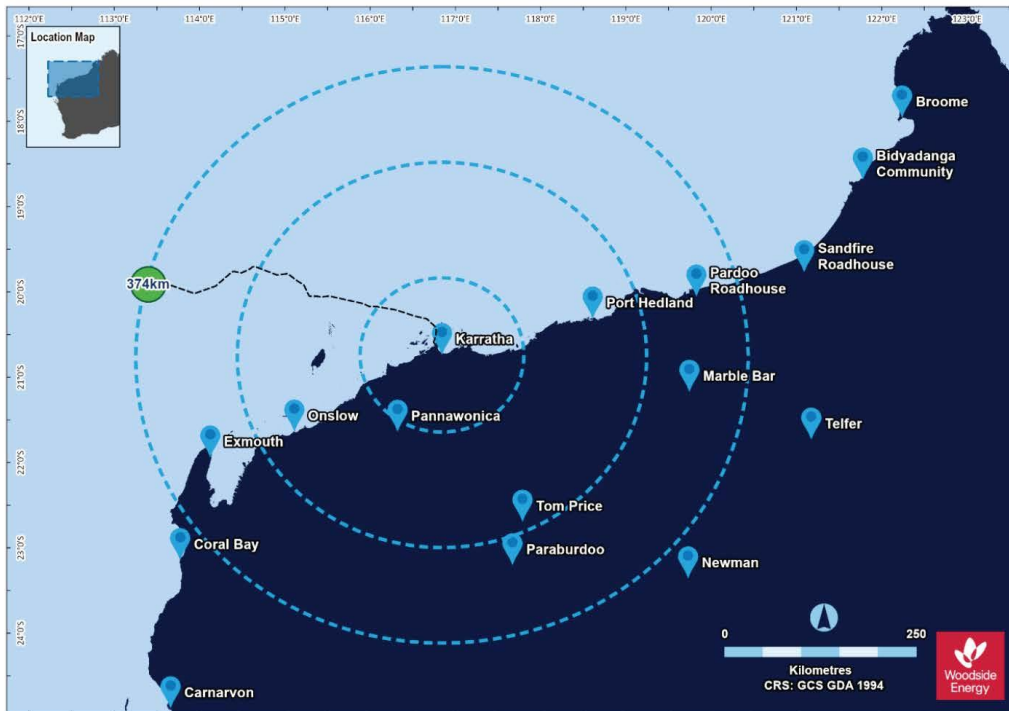 112°0'E 113°0'E 114°0'E 115°0'E 116°0'E 117°0'E 118°0'E 119°0'E 120°0'E 121°0'E 122°0'E 123°0'E
17°0'S
18°0'S
19°0'S
20°0'S
21°0'S
22°0'S
23°0'S
24°0'S
Location Map
Broome
Bidyadanga
Community
Sandfire
Roadhouse
Pardoo
Roadhouse
374km
Port Hedland
Karratha
Marble Bar
Onslow
Pannawonica
Telfer
Exmouth
Tom Price
Coral Bay
Paraburdoo
Newman
0 250
Kilometres
CRS: GCS GDA 1994
Woodside
Energy
Carnarvon